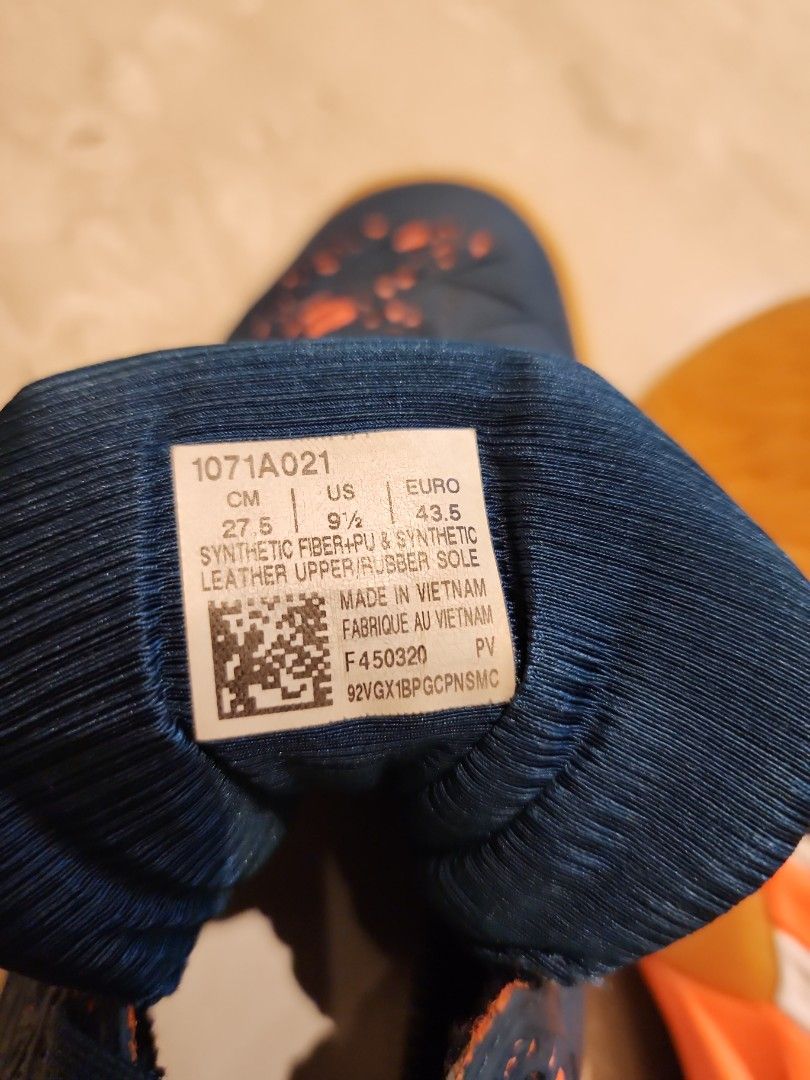 1071A021
CM | US | EURO
27.5 | 9½ | 43.5
SYNTHETIC FIBER+PU & SYNTHETIC
LEATHER UPPER/RUBBER SOLE
MADE IN VIETNAM
FABRIQUE AU VIETNAM
F450320 PV
92VGX1BPGCPNSMC